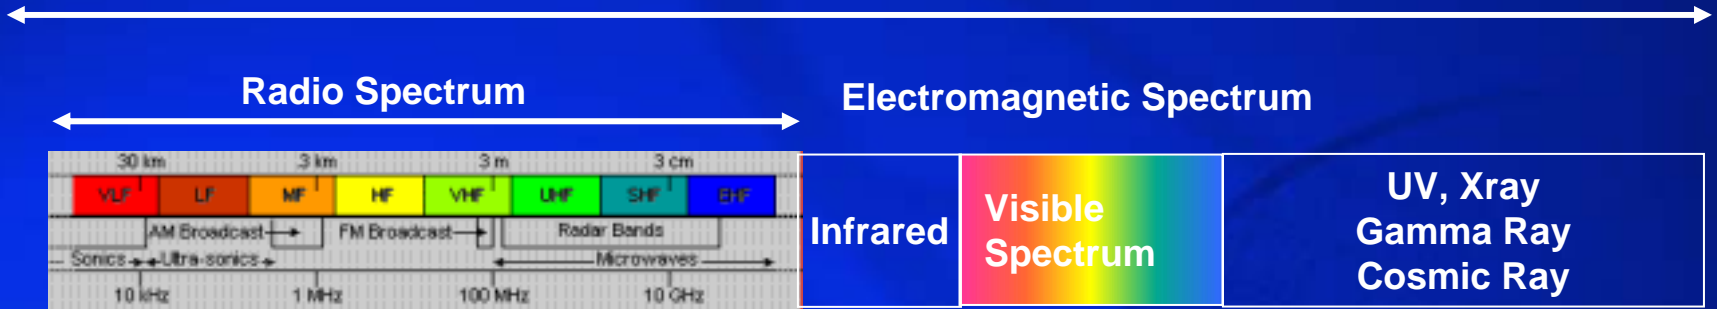 Radio Spectrum
Electromagnetic Spectrum
30 km .3 km 3 m 3 cm
VLF LF MF HF VHF UHF SHF EHF
AM Broadcast FM Broadcast Radar Bands
Sonics Ultra-sonics Microwaves
10 kHz 1 MHz 100 MHz 10 GHz
Infrared
Visible
Spectrum
UV, Xray
Gamma Ray
Cosmic Ray